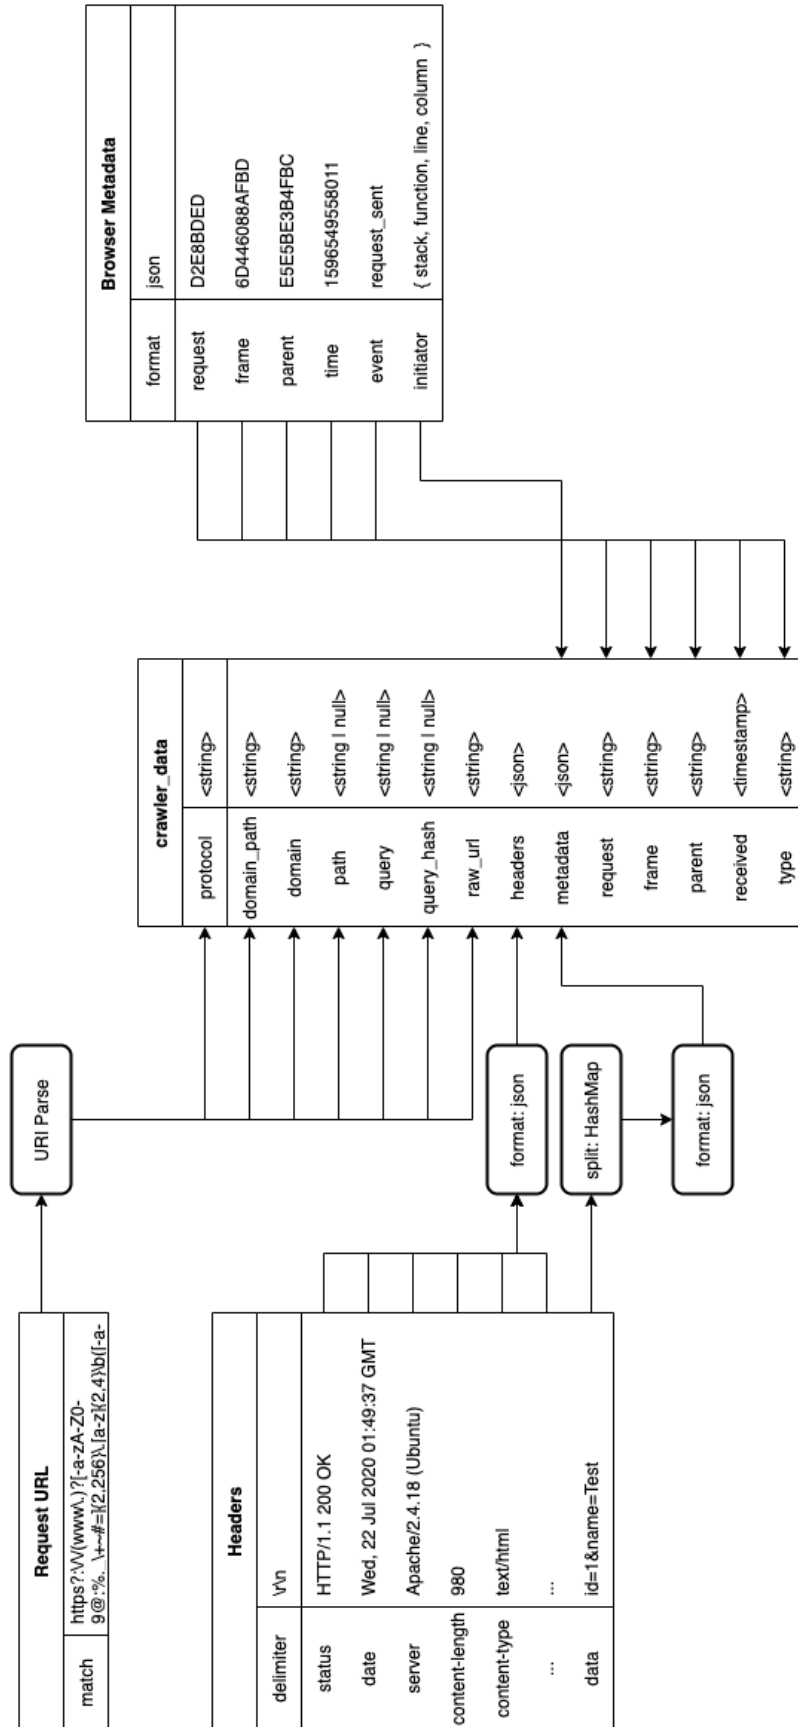 Request URL
match
https?:\/\/(www\.)?[-a-zA-Z0-
9@:%._\+~#=]{2,256}\.[a-z]{2,4}\b([-a-
Headers
delimiter \r\n
status HTTP/1.1 200 OK
date Wed, 22 Jul 2020 01:49:37 GMT
server Apache/2.4.18 (Ubuntu)
content-length 980
content-type text/html
... ...
data id=1&name=Test
URI Parse
format: json
split: HashMap
format: json
crawler_data
protocol <string>
domain_path <string>
domain <string>
path <string | null>
query <string | null>
query_hash <string | null>
raw_url <string>
headers <json>
metadata <json>
request <string>
frame <string>
parent <string>
received <timestamp>
type <string>
Browser Metadata
format json
request D2E8BDED
frame 6D446088AFBD
parent E5E5BE3B4FBC
time 1596549558011
event request_sent
initiator { stack, function, line, column }